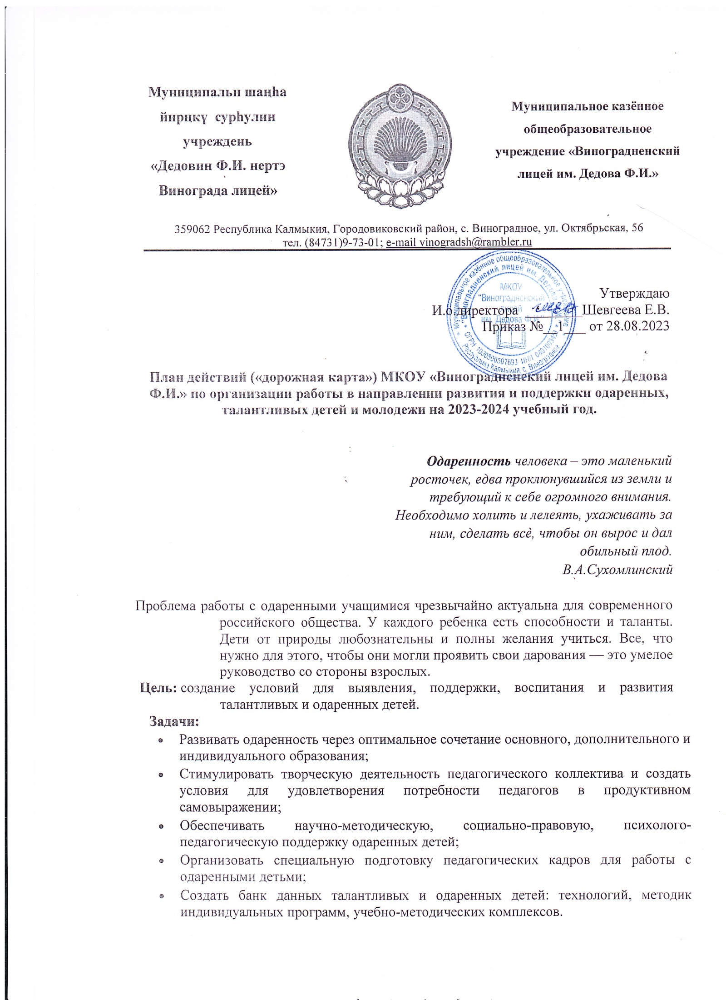 Муниципальн шаңһа
йирңкү сурһулин
учреждень
«Дедовин Ф.И. нертэ
Винограда лицей»
Муниципальное казённое
общеобразовательное
учреждение «Виноградненский
лицей им. Дедова Ф.И.»
359062 Республика Калмыкия, Городовиковский район, с. Виноградное, ул. Октябрьская, 56
тел. (84731)9-73-01; e-mail vinogradsh@rambler.ru
Муниципальное казённое общеобразовательное учреждение
"Виноградненский лицей им. Дедова Ф.И."
МКОУ
"Виноградненский
лицей
им. Дедова Ф.И."
ОГРН 1030900507693 ИНН
Республика Калмыкия, с. Виноградное
Утверждаю
И.о директора ________Шевгеева Е.В.
Приказ №__1___ от 28.08.2023
План действий («дорожная карта») МКОУ «Виноградненский лицей им. Дедова
Ф.И.» по организации работы в направлении развития и поддержки одаренных,
талантливых детей и молодежи на 2023-2024 учебный год.
Одаренность человека – это маленький
росточек, едва проклюнувшийся из земли и
требующий к себе огромного внимания.
Необходимо холить и лелеять, ухаживать за
ним, сделать всѐ, чтобы он вырос и дал
обильный плод.
В.А.Сухомлинский
Проблема работы с одаренными учащимися чрезвычайно актуальна для современного
российского общества. У каждого ребенка есть способности и таланты.
Дети от природы любознательны и полны желания учиться. Все, что
нужно для этого, чтобы они могли проявить свои дарования — это умелое
руководство со стороны взрослых.
Цель: создание условий для выявления, поддержки, воспитания и развития
талантливых и одаренных детей.
Задачи:
• Развивать одаренность через оптимальное сочетание основного, дополнительного и
индивидуального образования;
• Стимулировать творческую деятельность педагогического коллектива и создать
условия для удовлетворения потребности педагогов в продуктивном
самовыражении;
• Обеспечивать научно-методическую, социально-правовую, психолого-
педагогическую поддержку одаренных детей;
• Организовать специальную подготовку педагогических кадров для работы с
одаренными детьми;
• Создать банк данных талантливых и одаренных детей: технологий, методик
индивидуальных программ, учебно-методических комплексов.